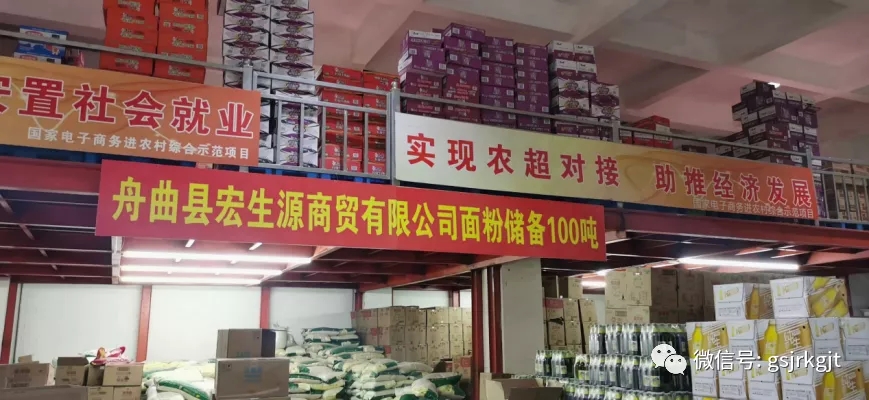 安置社会就业
国家电子商务进农村综合示范项目
实现农超对接 助推经济发展
国家电子商务进农村综合示范项目
舟曲县宏生源商贸有限公司面粉储备100吨
微信号: gsjrkgjt